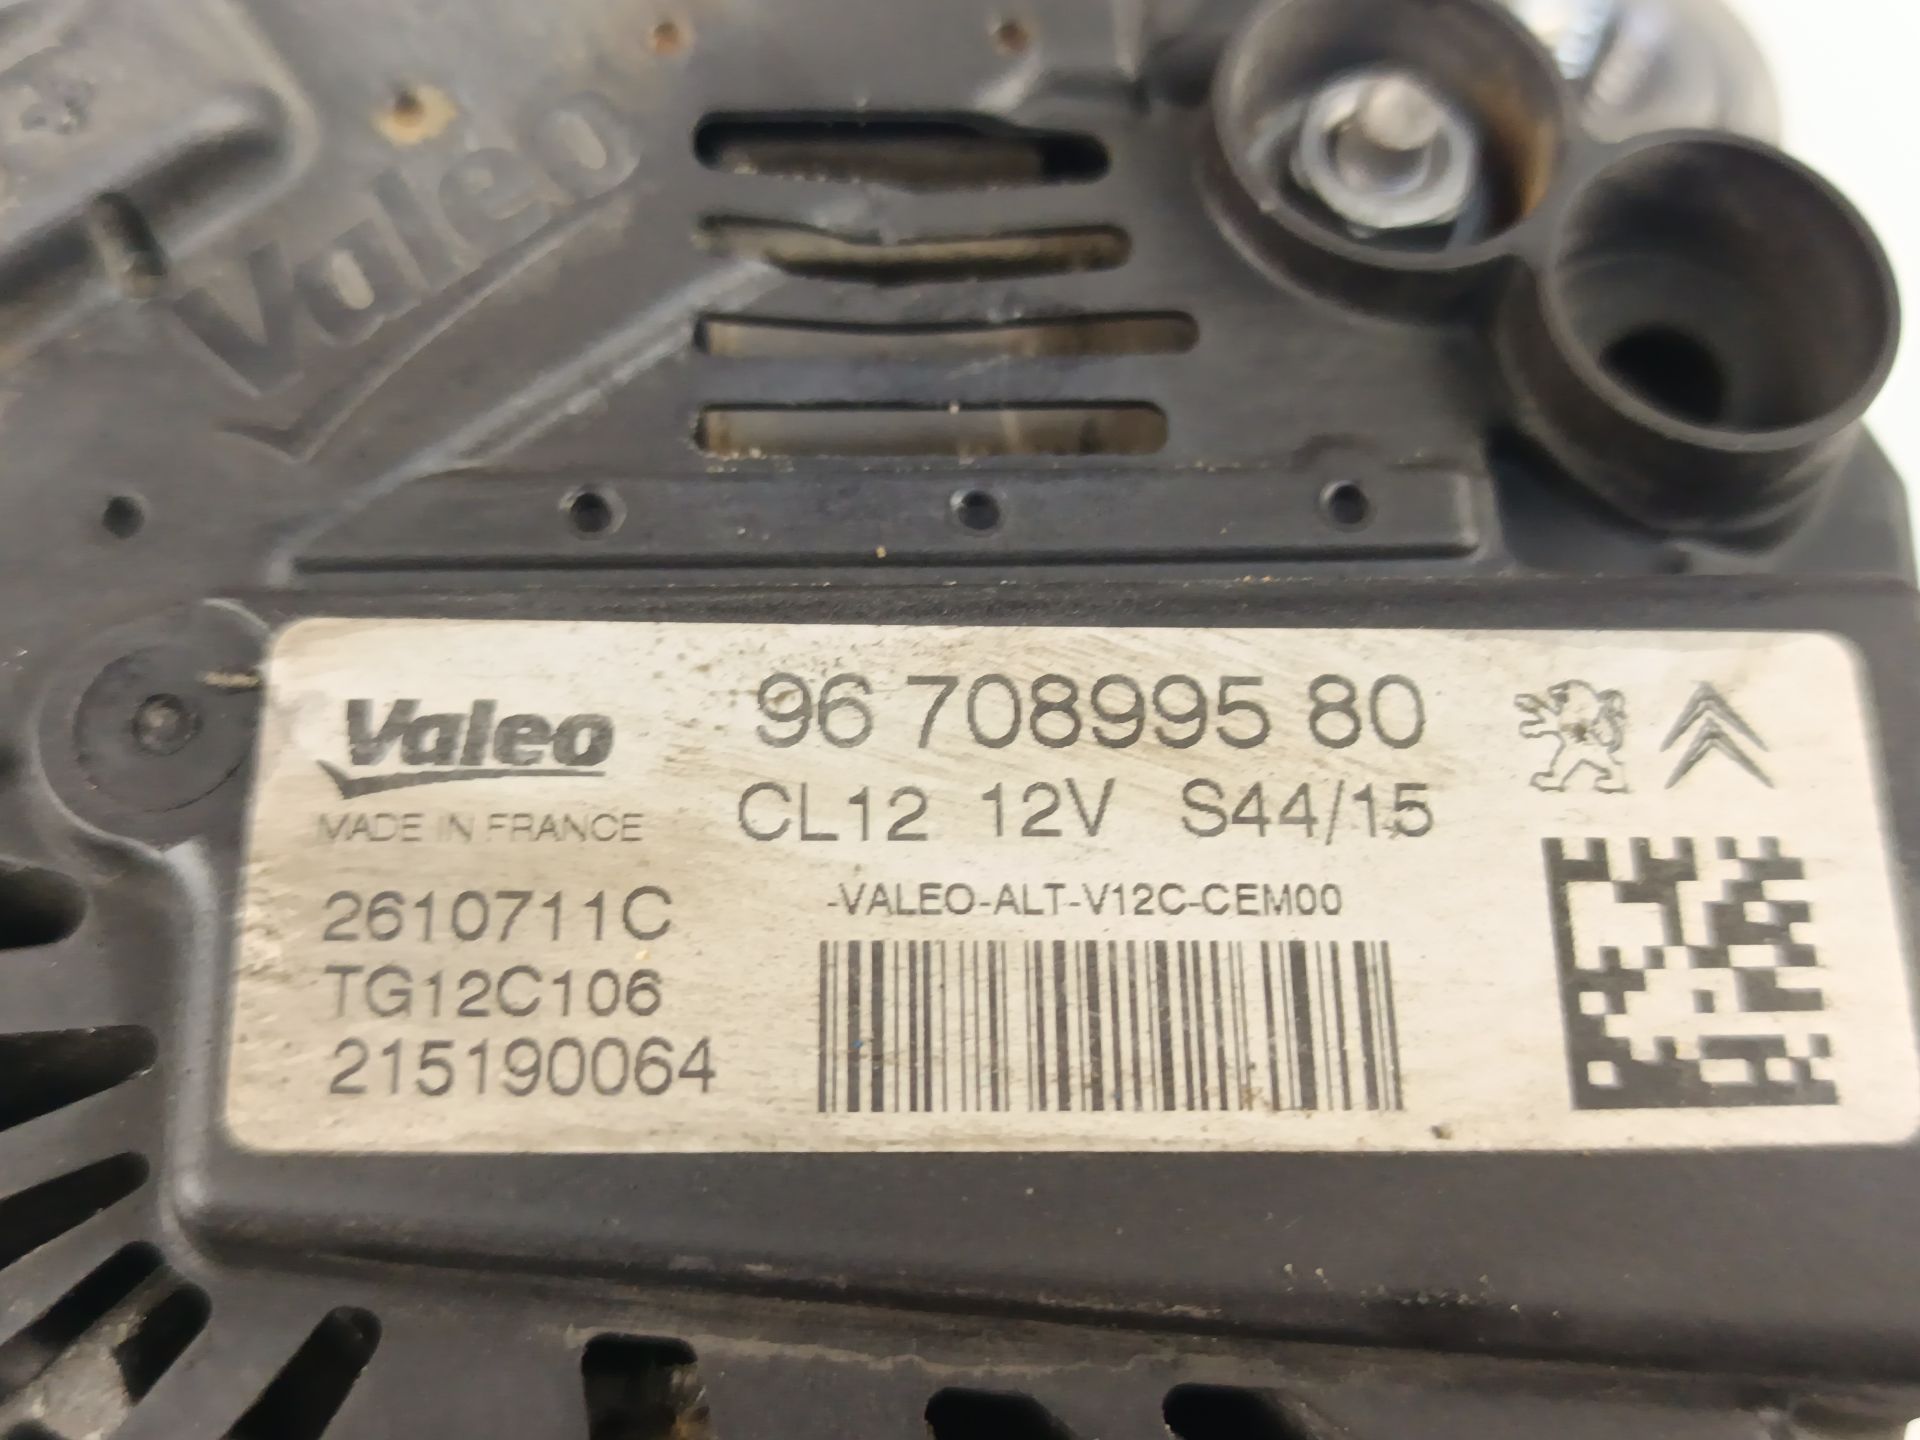 Valeo
Valeo
96 708995 80
MADE IN FRANCE
CL12 12V S44/15
2610711C
-VALEO-ALT-V12C-CEM00
TG12C106
215190064